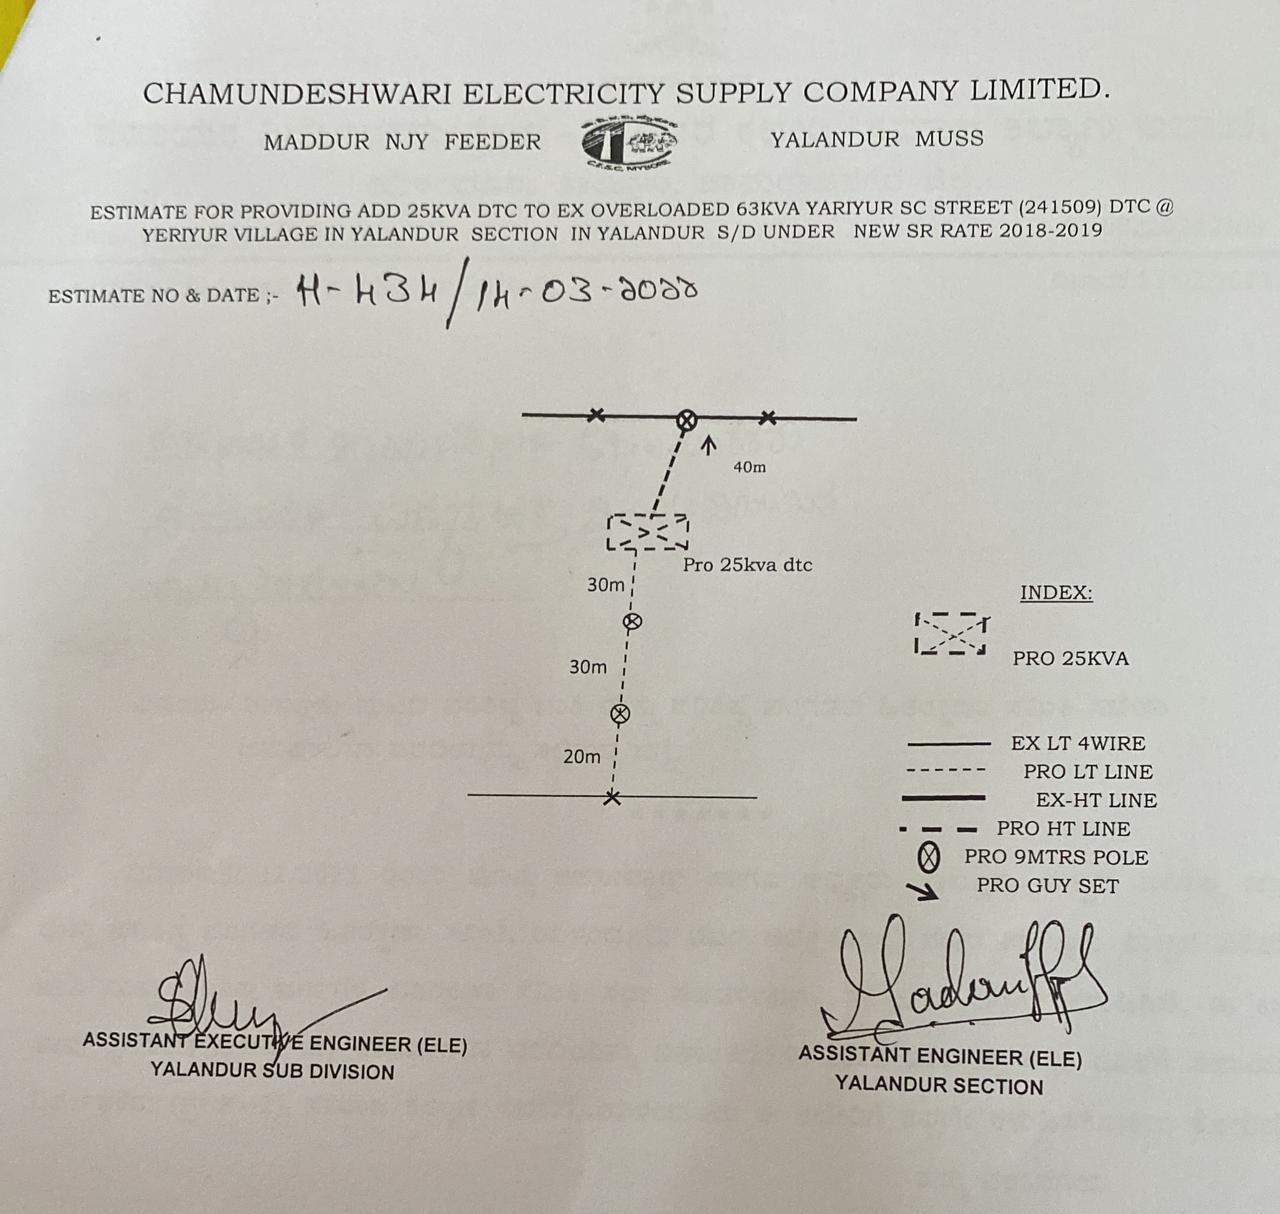 CHAMUNDESHWARI ELECTRICITY SUPPLY COMPANY LIMITED.
MADDUR NJY FEEDER
C.E.S.C, MYSORE
YALANDUR MUSS
ESTIMATE FOR PROVIDING ADD 25KVA DTC TO EX OVERLOADED 63KVA YARIYUR SC STREET (241509) DTC @
YERIYUR VILLAGE IN YALANDUR SECTION IN YALANDUR S/D UNDER NEW SR RATE 2018-2019
ESTIMATE NO & DATE ;- H-434/14-03-2022
40m
Pro 25kva dtc
30m
30m
20m
INDEX:
PRO 25KVA
EX LT 4WIRE
PRO LT LINE
EX-HT LINE
PRO HT LINE
PRO 9MTRS POLE
PRO GUY SET
ASSISTANT EXECUTIVE ENGINEER (ELE)
YALANDUR SUB DIVISION
ASSISTANT ENGINEER (ELE)
YALANDUR SECTION